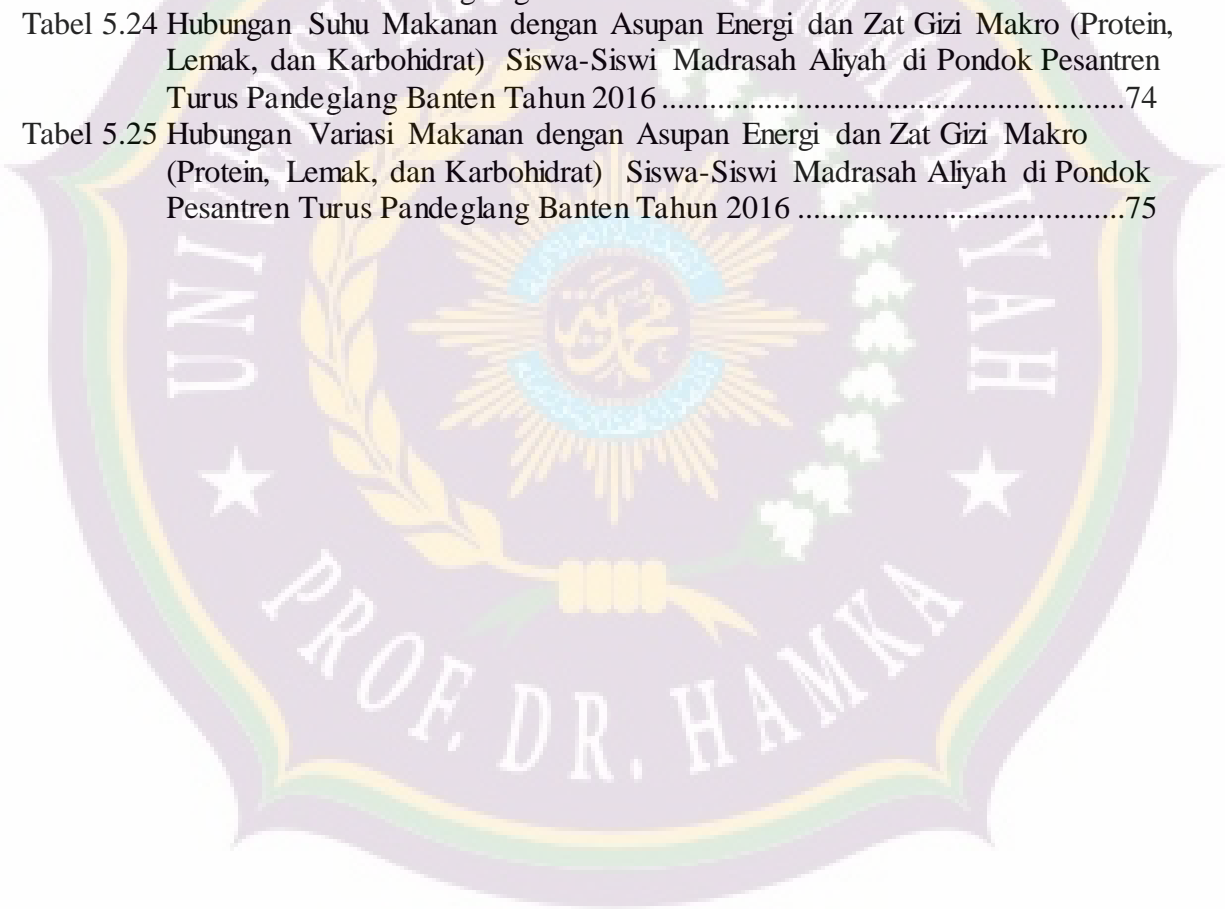 Tabel 5.24 Hubungan Suhu Makanan dengan Asupan Energi dan Zat Gizi Makro (Protein,
Lemak, dan Karbohidrat) Siswa-Siswi Madrasah Aliyah di Pondok Pesantren
Turus Pandeglang Banten Tahun 2016 ..........................................................74
Tabel 5.25 Hubungan Variasi Makanan dengan Asupan Energi dan Zat Gizi Makro
(Protein, Lemak, dan Karbohidrat) Siswa-Siswi Madrasah Aliyah di Pondok
Pesantren Turus Pandeglang Banten Tahun 2016 .........................................75
PROF. DR. HAMKA